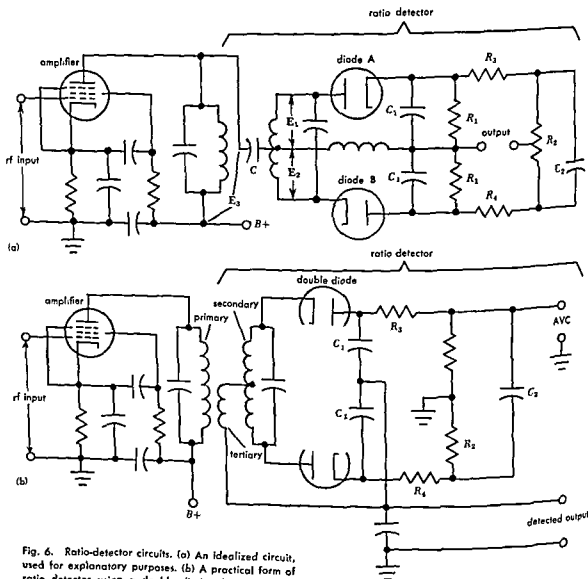 ratio detector
amplifier
diode A
R3
C1
R1
E1
output
rf input
C
E2
R2
C1
R1
C2
E3
diode B
R4
B+
(a)
ratio detector
amplifier
double diode
secondary
primary
R3
AVC
C1
rf input
C2
C1
R2
tertiary
R4
(b)
B+
detected output
Fig. 6. Ratio-detector circuits. (a) An idealized circuit,
used for explanatory purposes. (b) A practical form of